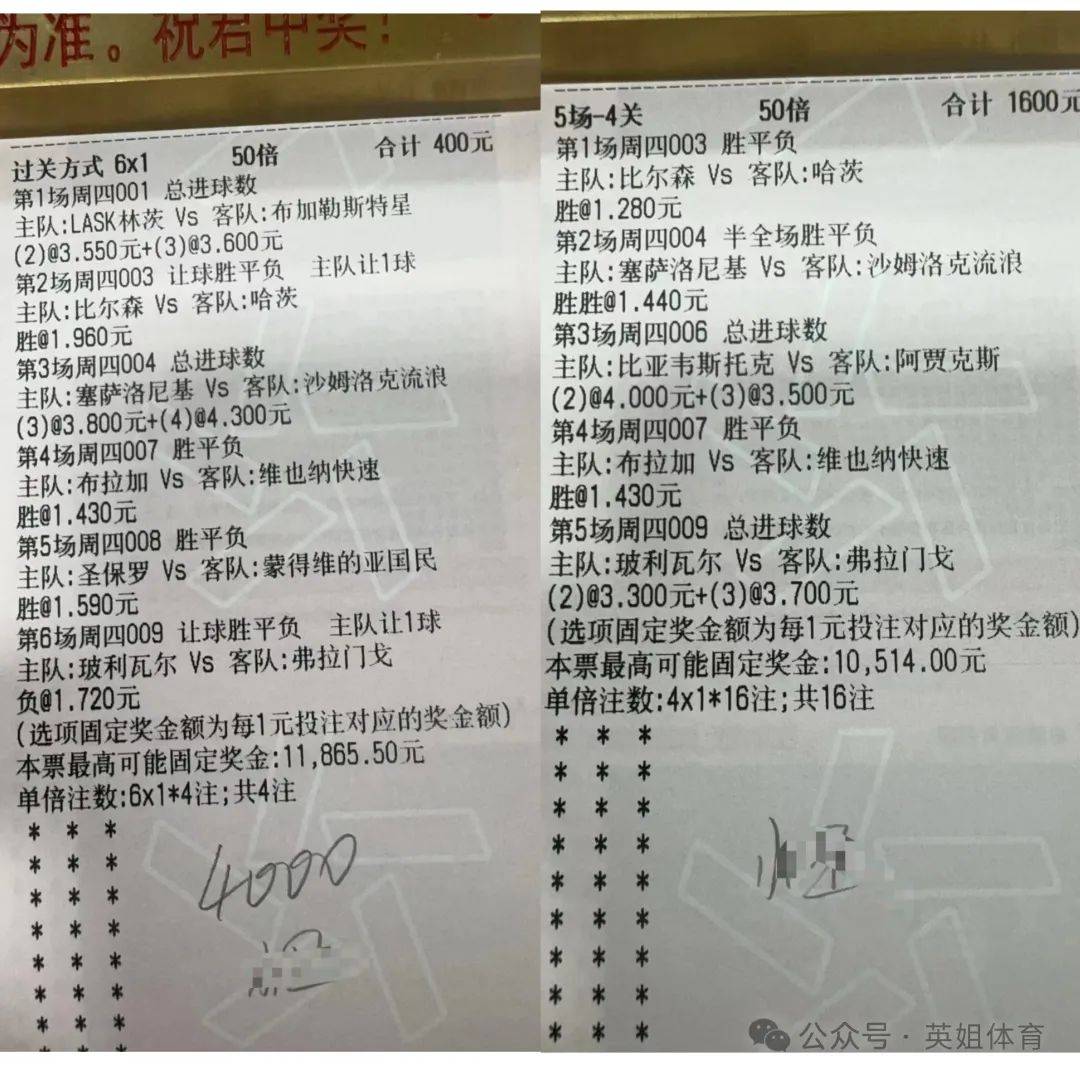 为准。祝君中奖!
过关方式 6x1 50倍 合计 400元
第1场周四001 总进球数
主队:LASK林茨 Vs 客队:布加勒斯特星
(2)@3.550元+(3)@3.600元
第2场周四003 让球胜平负 主队让1球
主队:比尔森 Vs 客队:哈茨
胜@1.960元
第3场周四004 总进球数
主队:塞萨洛尼基 Vs 客队:沙姆洛克流浪
(3)@3.800元+(4)@4.300元
第4场周四007 胜平负
主队:布拉加 Vs 客队:维也纳快速
胜@1.430元
第5场周四008 胜平负
主队:圣保罗 Vs 客队:蒙得维的亚国民
胜@1.590元
第6场周四009 让球胜平负 主队让1球
主队:玻利瓦尔 Vs 客队:弗拉门戈
负@1.720元
(选项固定奖金额为每1元投注对应的奖金额)
本票最高可能固定奖金:11,865.50元
单倍注数:6x1*4注;共4注
* * *
* * *
* * *
* * *
* * *
* * *
* * *
4000
5场-4关 50倍 合计 1600元
第1场周四003 胜平负
主队:比尔森 Vs 客队:哈茨
胜@1.280元
第2场周四004 半全场胜平负
主队:塞萨洛尼基 Vs 客队:沙姆洛克流浪
胜胜@1.440元
第3场周四006 总进球数
主队:比亚韦斯托克 Vs 客队:阿贾克斯
(2)@4.000元+(3)@3.500元
第4场周四007 胜平负
主队:布拉加 Vs 客队:维也纳快速
胜@1.430元
第5场周四009 总进球数
主队:玻利瓦尔 Vs 客队:弗拉门戈
(2)@3.300元+(3)@3.700元
(选项固定奖金额为每1元投注对应的奖金额)
本票最高可能固定奖金:10,514.00元
单倍注数:4x1*16注;共16注
* * *
* * *
* * *
* * *
* * *
* * *
* * *
* * *
* * *
公众号·英姐体育